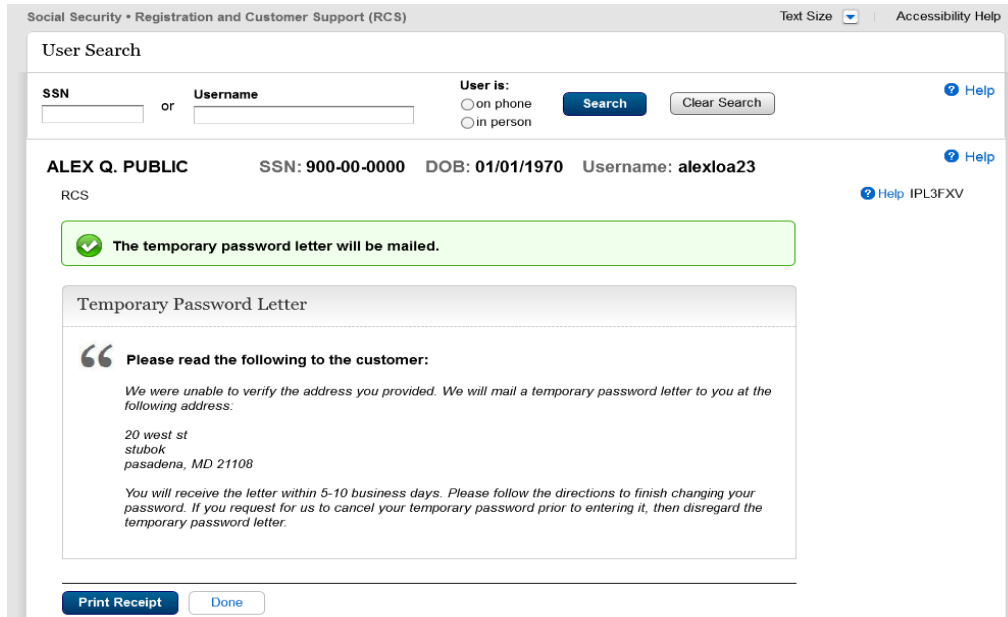 Social Security • Registration and Customer Support (RCS)
Text Size
Accessibility Help
User Search
SSN
or
Username
User is:
on phone
in person
Search
Clear Search
Help
ALEX Q. PUBLIC SSN: 900-00-0000 DOB: 01/01/1970 Username: alexloa23
Help
RCS
Help IPL3FXV
The temporary password letter will be mailed.
Temporary Password Letter
Please read the following to the customer:
We were unable to verify the address you provided. We will mail a temporary password letter to you at the
following address:
20 west st
stubok
pasadena, MD 21108
You will receive the letter within 5-10 business days. Please follow the directions to finish changing your
password. If you request for us to cancel your temporary password prior to entering it, then disregard the
temporary password letter.
Print Receipt
Done